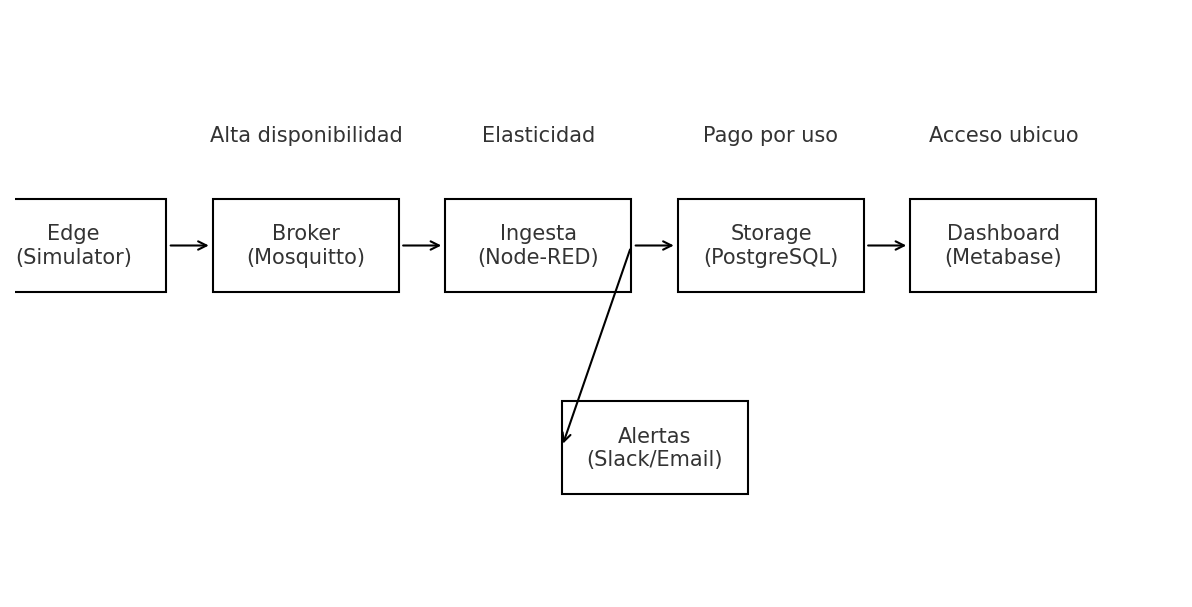 Alta disponibilidad
Elasticidad
Pago por uso
Acceso ubicuo
Edge
(Simulator)
Broker
(Mosquitto)
Ingesta
(Node-RED)
Storage
(PostgreSQL)
Dashboard
(Metabase)
Alertas
(Slack/Email)